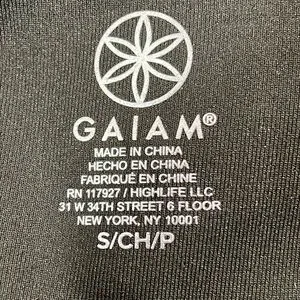 GAIAM®
MADE IN CHINA
HECHO EN CHINA
FABRIQUÉ EN CHINE
RN 117927 / HIGHLIFE LLC
31 W 34TH STREET 6 FLOOR
NEW YORK, NY 10001
S/CH/P